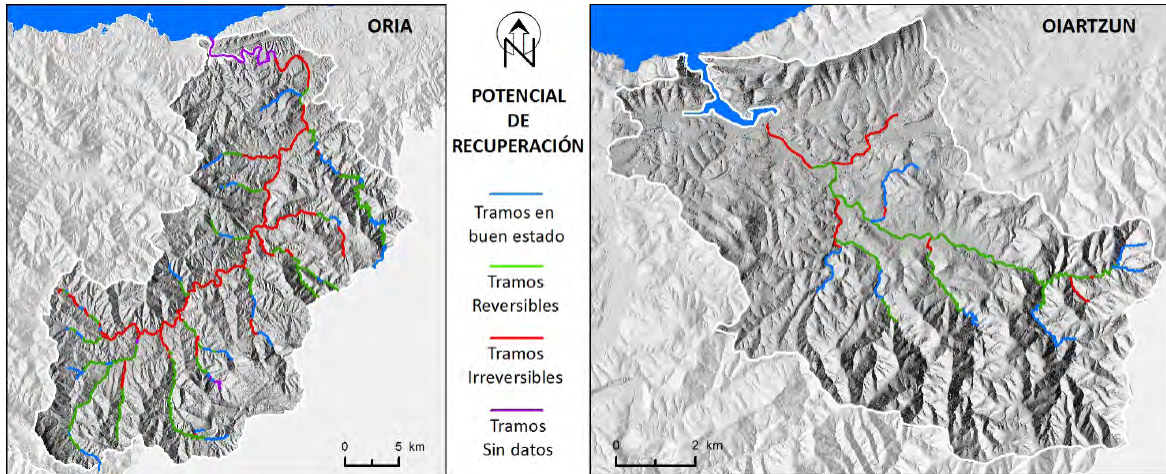 ORIA
0 5 km
N
POTENCIAL
DE
RECUPERACIÓN
Tramos en
buen estado
Tramos
Reversibles
Tramos
Irreversibles
Tramos
Sin datos
OIARTZUN
0 2 km